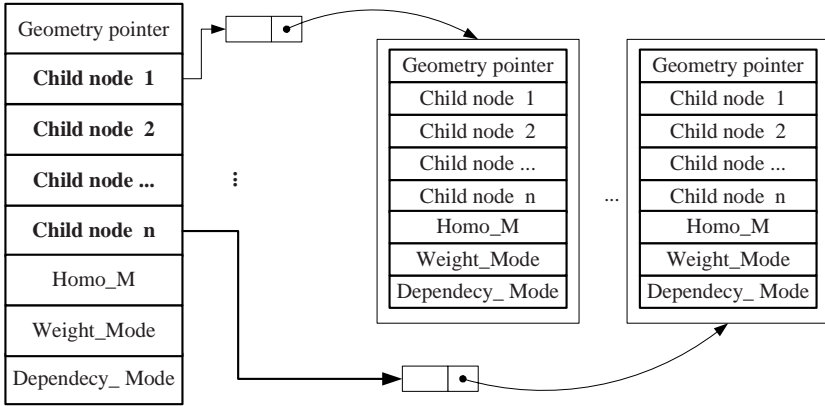 Geometry pointer
Child node 1
Child node 2
Child node ...
Child node n
Homo_M
Weight_Mode
Dependecy_ Mode
...
Geometry pointer
Child node 1
Child node 2
Child node ...
Child node n
Homo_M
Weight_Mode
Dependecy_ Mode
...
Geometry pointer
Child node 1
Child node 2
Child node ...
Child node n
Homo_M
Weight_Mode
Dependecy_ Mode